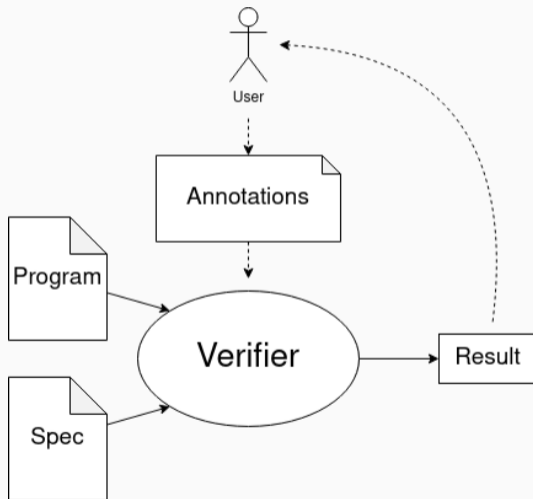 User
Annotations
Program
Verifier
Result
Spec